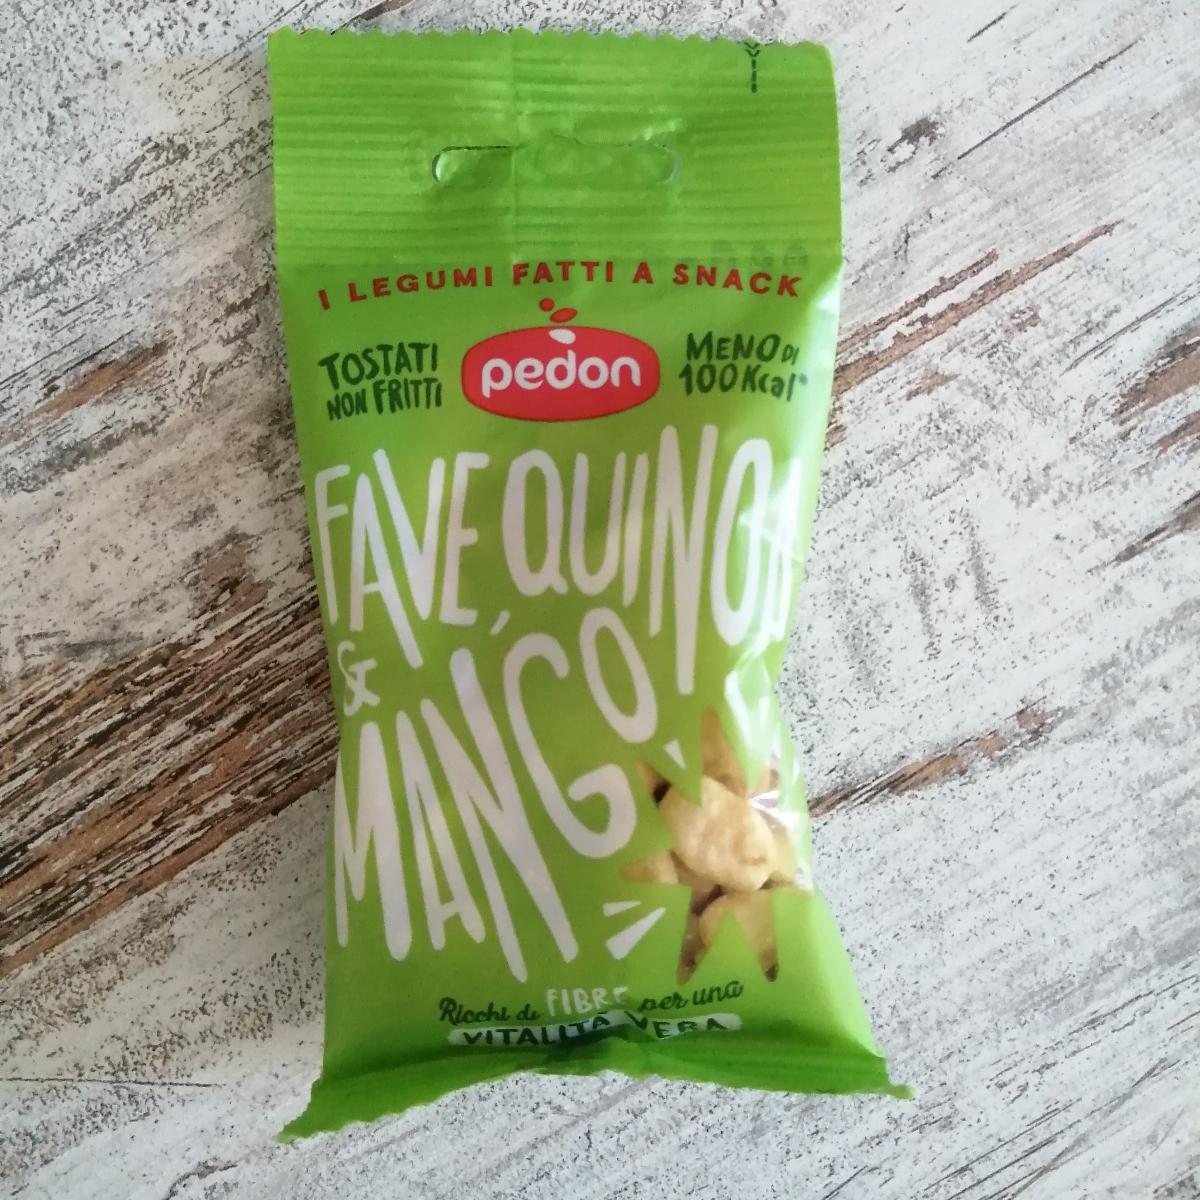 I LEGUMI FATTI A SNACK
TOSTATI
NON FRITTI
pedon
MENO DI
100 Kcal*
FAVE, QUINOA
&
MANGO
Ricchi di FIBRE per una
VITALITÀ VERA